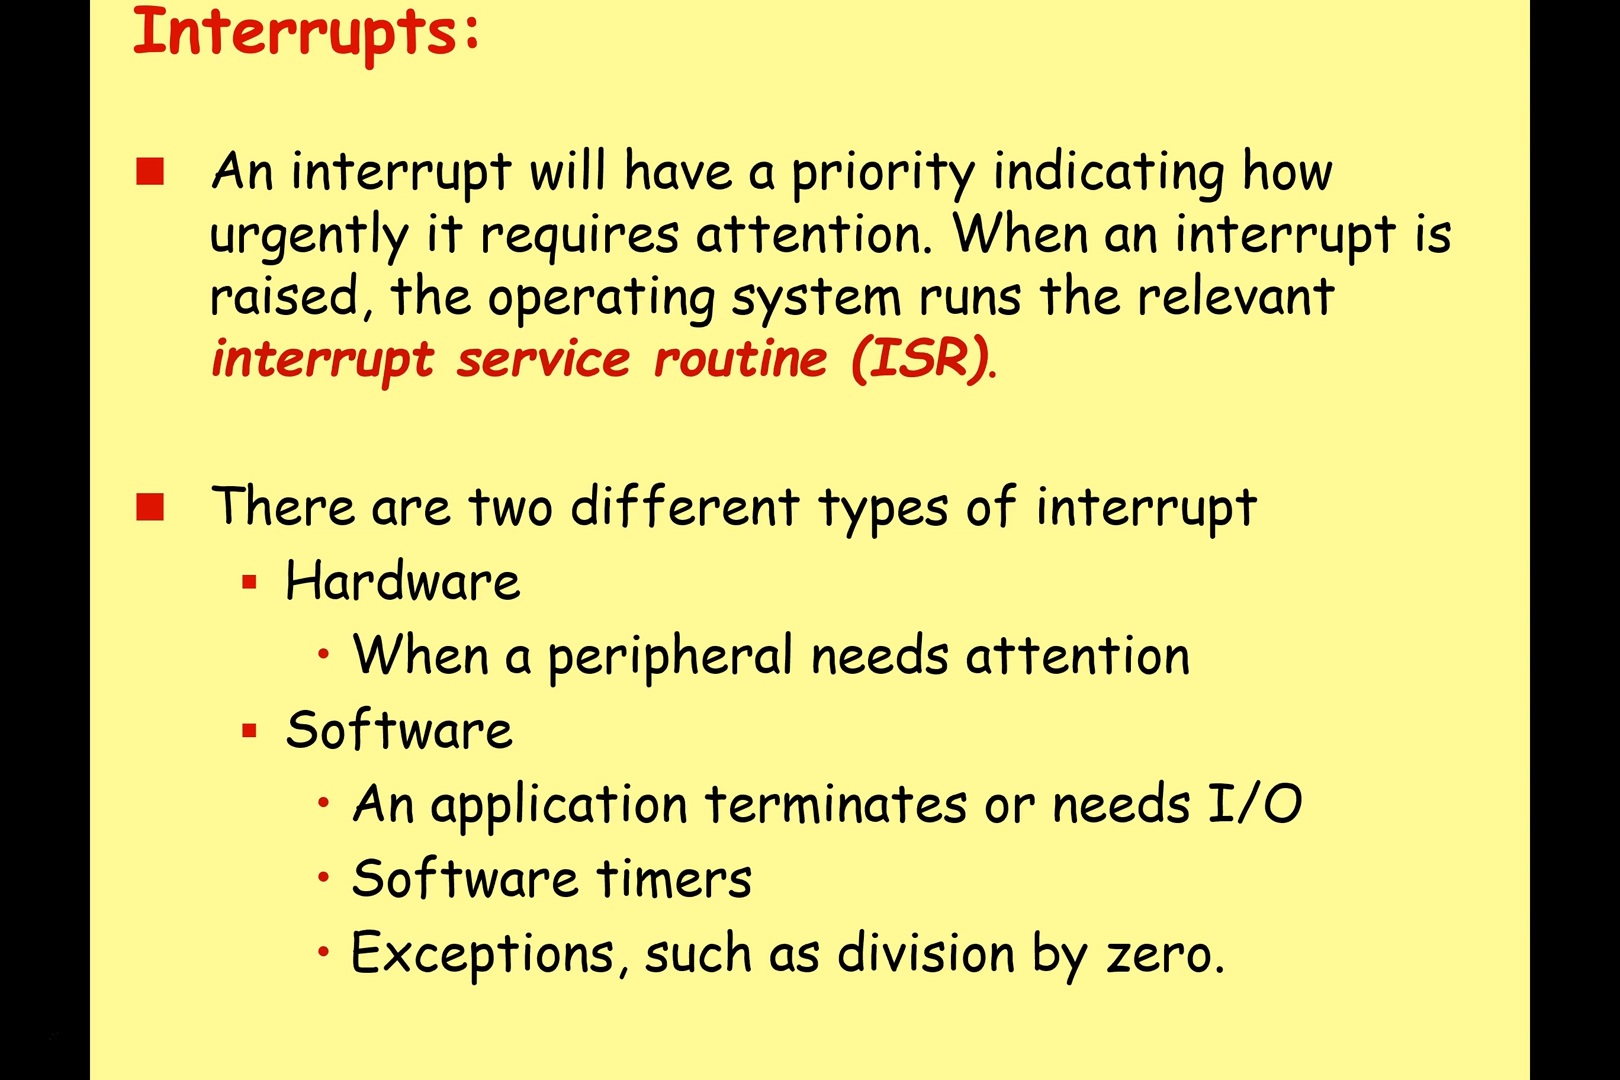 Interrupts:
An interrupt will have a priority indicating how
urgently it requires attention. When an interrupt is
raised, the operating system runs the relevant
interrupt service routine (ISR).
There are two different types of interrupt
Hardware
When a peripheral needs attention
Software
An application terminates or needs I/O
Software timers
Exceptions, such as division by zero.